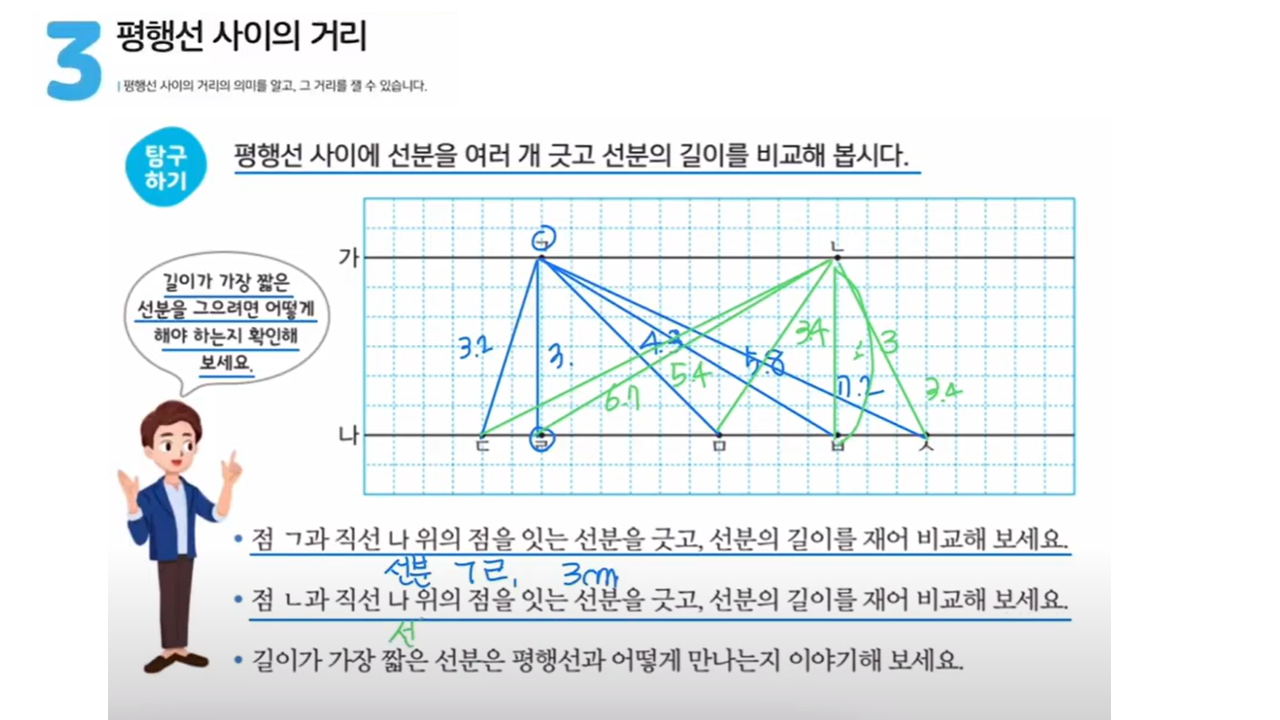 3 평행선 사이의 거리
평행선 사이의 거리의 의미를 알고, 그 거리를 잴 수 있습니다.
탐구
하기
평행선 사이에 선분을 여러 개 긋고 선분의 길이를 비교해 봅시다.
길이가 가장 짧은
선분을 그으려면 어떻게
해야 하는지 확인해
보세요.
가
ㄱ
ㄴ
3.2
3.
4.3
5.8
6.7
5.4
3.4
3
3.4
나
ㄷ
ㄹ
ㅁ
ㅂ
ㅅ
• 점 ㄱ과 직선 나 위의 점을 잇는 선분을 긋고, 선분의 길이를 재어 비교해 보세요.
선분 ㄱㄹ, 3cm
• 점 ㄴ과 직선 나 위의 점을 잇는 선분을 긋고, 선분의 길이를 재어 비교해 보세요.
선
• 길이가 가장 짧은 선분은 평행선과 어떻게 만나는지 이야기해 보세요.